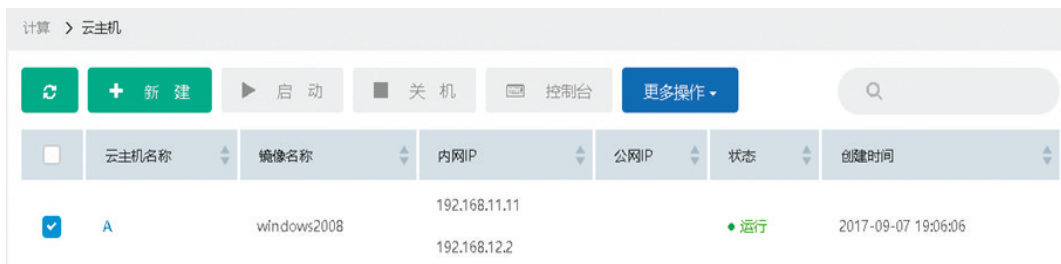 计算 > 云主机
新 建 启 动 关 机 控制台 更多操作
云主机名称 镜像名称 内网IP 公网IP 状态 创建时间
192.168.11.11
A windows2008 运行 2017-09-07 19:06:06
192.168.12.2